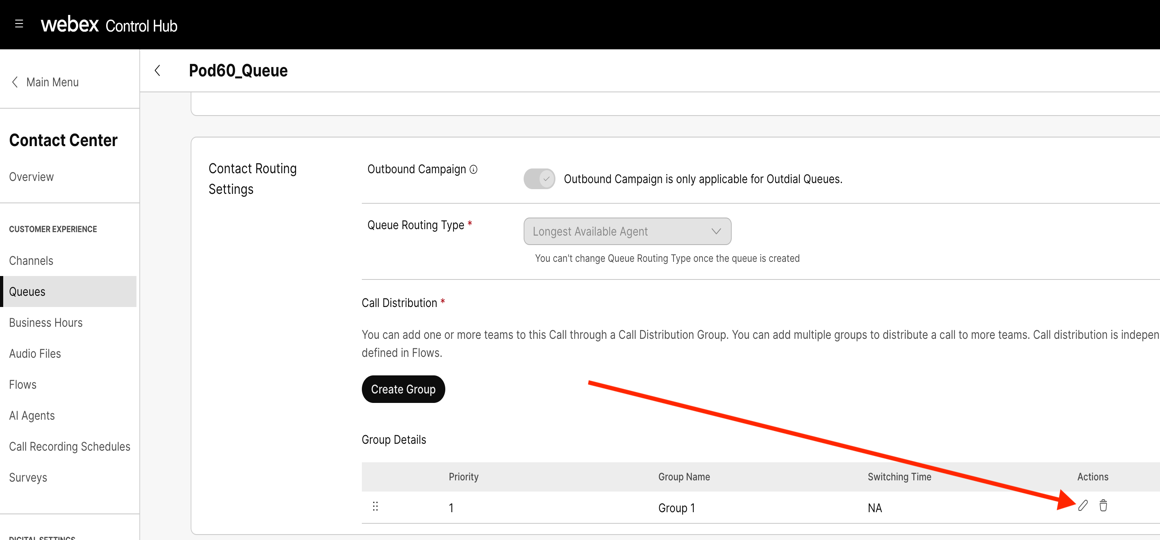 webex Control Hub
Main Menu
Pod60_Queue
Contact Center
Overview
CUSTOMER EXPERIENCE
Channels
Queues
Business Hours
Audio Files
Flows
AI Agents
Call Recording Schedules
Surveys
DIGITAL SETTINGS
Contact Routing
Settings
Outbound Campaign
Outbound Campaign is only applicable for Outdial Queues.
Queue Routing Type *
Longest Available Agent
You can't change Queue Routing Type once the queue is created
Call Distribution *
You can add one or more teams to this Call through a Call Distribution Group. You can add multiple groups to distribute a call to more teams. Call distribution is indepen
defined in Flows.
Create Group
Group Details
Priority Group Name Switching Time Actions
1 Group 1 NA